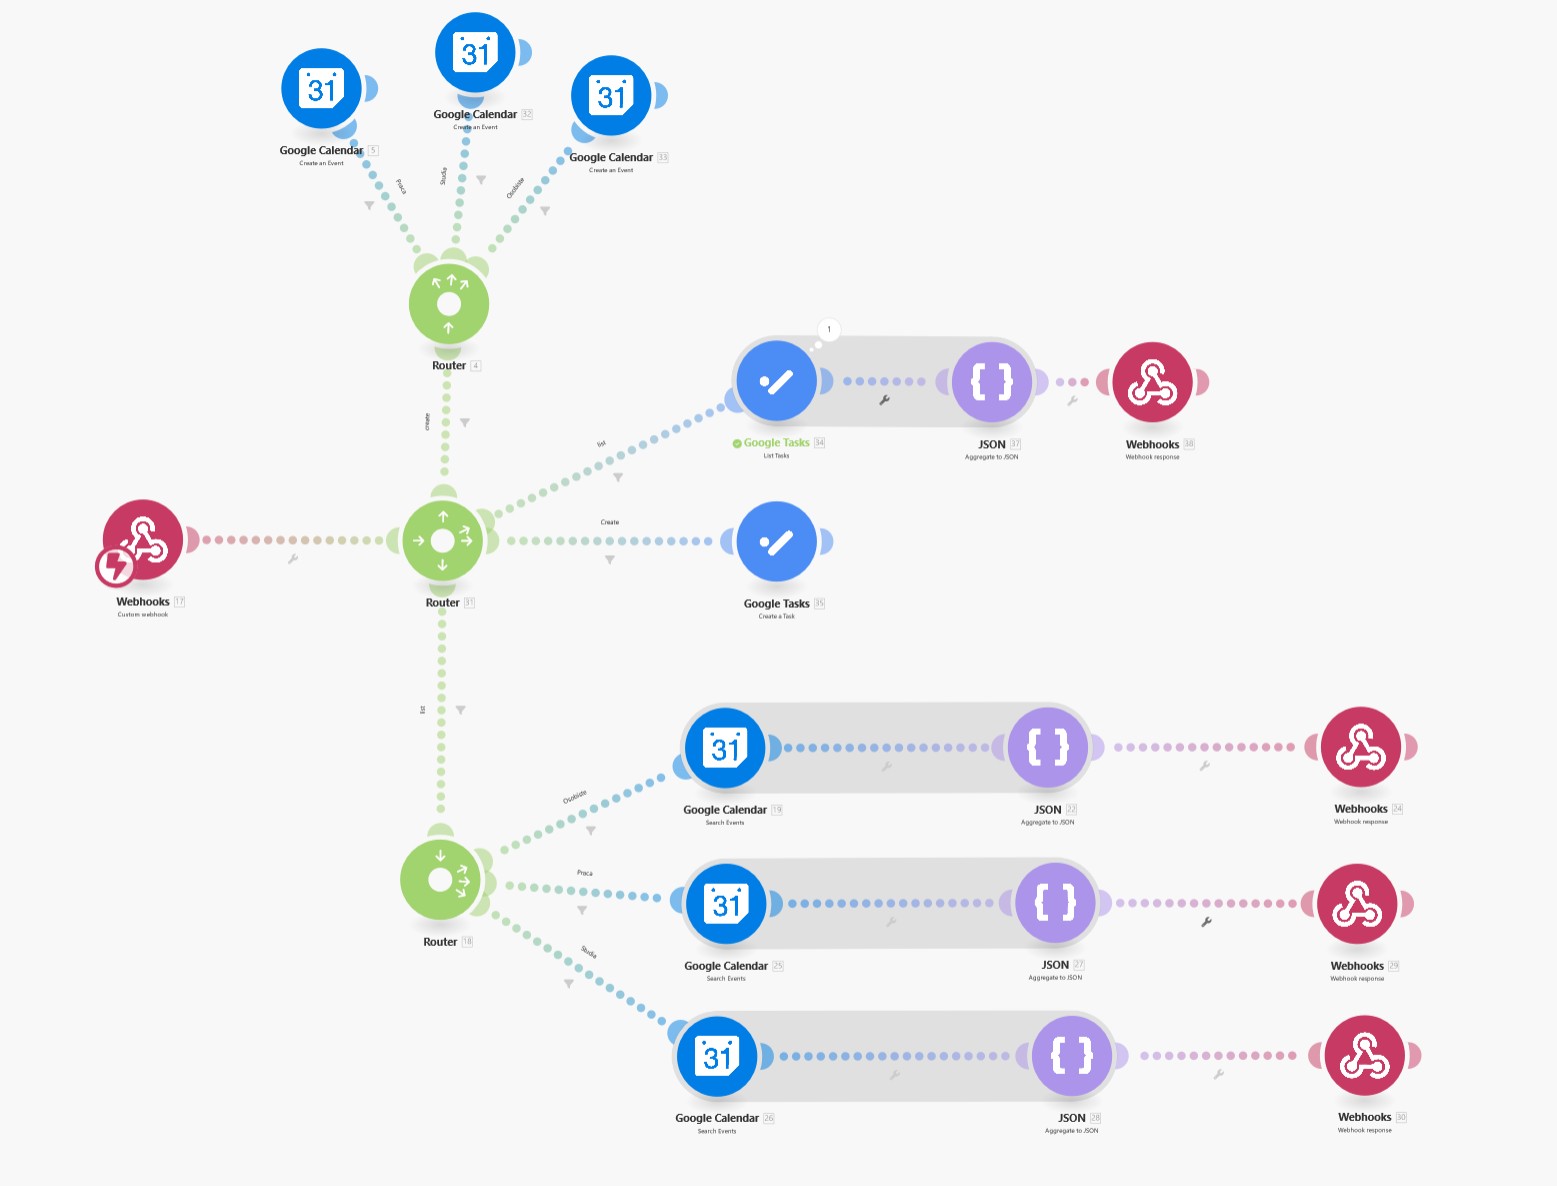 31
31
31
Google Calendar 5
Create an Event
Google Calendar 32
Create an Event
Google Calendar 33
Create an Event
Praca
Studia
Osobiste
Router 4
create
1
list
Google Tasks 34
List Tasks
{ }
JSON 37
Aggregate to JSON
Webhooks 38
Webhook response
Webhooks 17
Custom webhook
Router 31
Create
Google Tasks 35
Create a Task
list
Osobiste
31
Google Calendar 19
Search Events
{ }
JSON 22
Aggregate to JSON
Webhooks 24
Webhook response
Router 18
Praca
31
Google Calendar 25
Search Events
{ }
JSON 27
Aggregate to JSON
Webhooks 29
Webhook response
Studia
31
Google Calendar 26
Search Events
{ }
JSON 28
Aggregate to JSON
Webhooks 30
Webhook response